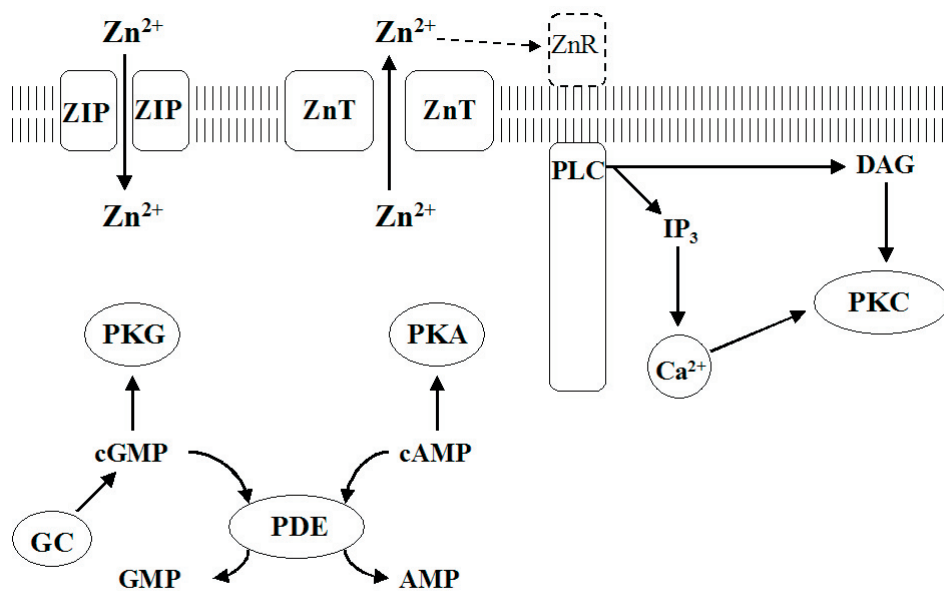 Zn²⁺
Zn²⁺
ZnR
ZIP
ZIP
ZnT
ZnT
PLC
DAG
Zn²⁺
Zn²⁺
IP₃
PKG
PKA
PKC
Ca²⁺
cGMP
cAMP
GC
PDE
GMP
AMP